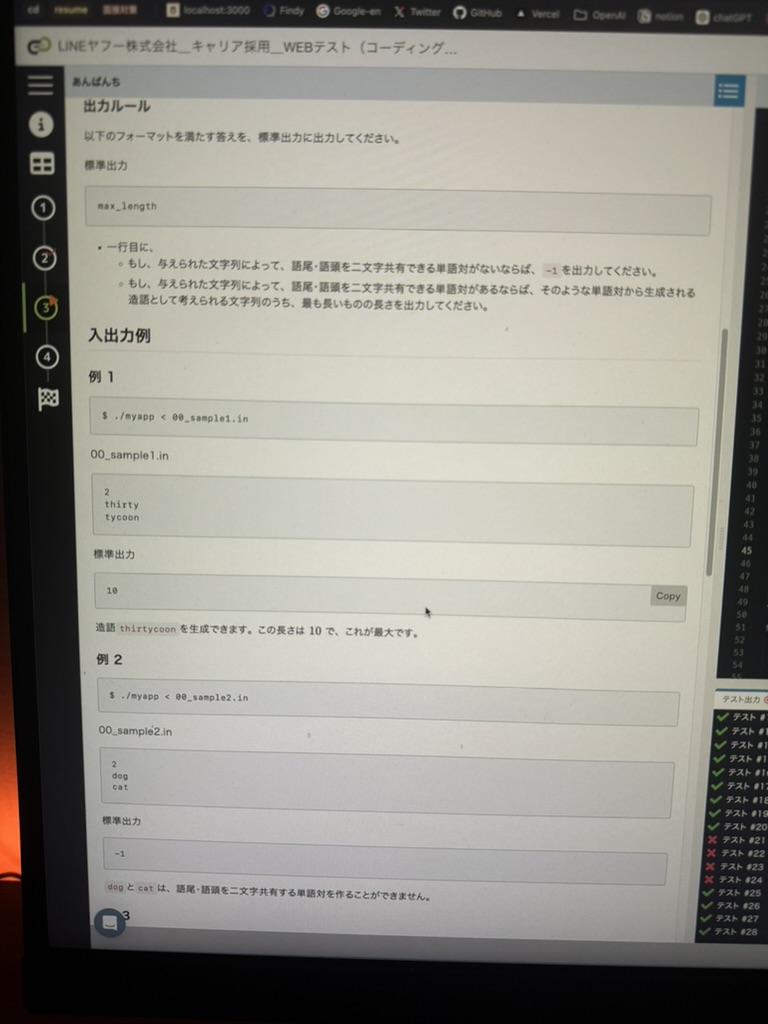 cd resume 面接対策 localhost:3000 Findy Google-en Twitter GitHub Vercel OpenAI notion chatGPT
LINEヤフー株式会社__キャリア採用__WEBテスト（コーディング...
あんぱんち
出力ルール
以下のフォーマットを満たす答えを、標準出力に出力してください。
標準出力
max_length
• 一行目に、
◦ もし、与えられた文字列によって、語尾・語頭を二文字共有できる単語対がないならば、 -1 を出力してください。
◦ もし、与えられた文字列によって、語尾・語頭を二文字共有できる単語対があるならば、そのような単語対から生成される
造語として考えられる文字列のうち、最も長いものの長さを出力してください。
入出力例
例 1
$ ./myapp < 00_sample1.in
00_sample1.in
2
thirty
tycoon
標準出力
10
Copy
造語 thirtycoon を生成できます。この長さは 10 で、これが最大です。
例 2
$ ./myapp < 00_sample2.in
00_sample2.in
2
dog
cat
標準出力
-1
dog と cat は、語尾・語頭を二文字共有する単語対を作ることができません。
3
1
2
3
4
30
31
32
33
34
35
36
37
38
39
40
41
42
43
44
45
46
47
48
49
50
51
52
53
54
55
テスト出力
テスト #1
テスト #1
テスト #1
テスト #1
テスト #16
テスト #17
テスト #18
テスト #19
テスト #20
テスト #21
テスト #22
テスト #23
テスト #24
テスト #25
テスト #26
テスト #27
テスト #28